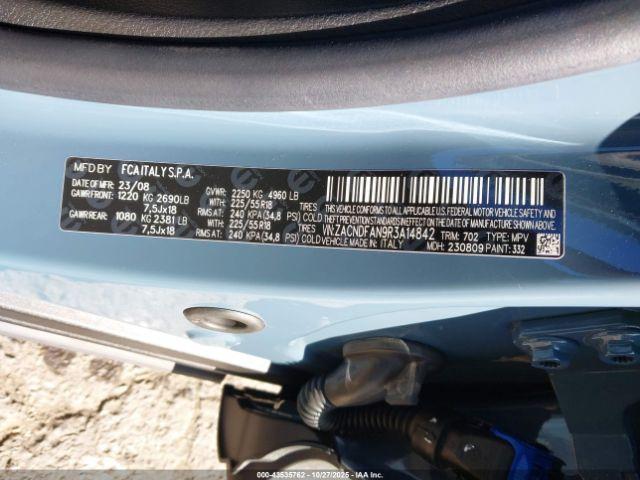 MFD BY FCA ITALY S.P.A.
DATE OF MFR 23/08 GVWR: 2250 KG 4960 LB
GAWR FRONT: 1220 KG 2690LB WITH: 225/55R18 TIRES
7,5Jx18 RIMS AT: 240 KPA (34,8 PSI) COLD
GAWR REAR: 1080 KG 2381 LB WITH: 225/55R18 TIRES
7,5Jx18 RIMS AT: 240 KPA (34,8 PSI) COLD
THIS VEHICLE CONFORMS TO ALL APPLICABLE U.S. FEDERAL MOTOR VEHICLE SAFETY,
BUMPER AND THEFT PREVENTION STANDARDS IN EFFECT ON THE DATE OF MANUFACTURE SHOWN ABOVE
VIN: ZACNDFAN9R3A14842 TRIM: 702 TYPE: MPV
VEHICLE MADE IN: ITALY MDH: 230809 PAINT: 332
000-43535762 - 10/27/2025 - IAAI.COM